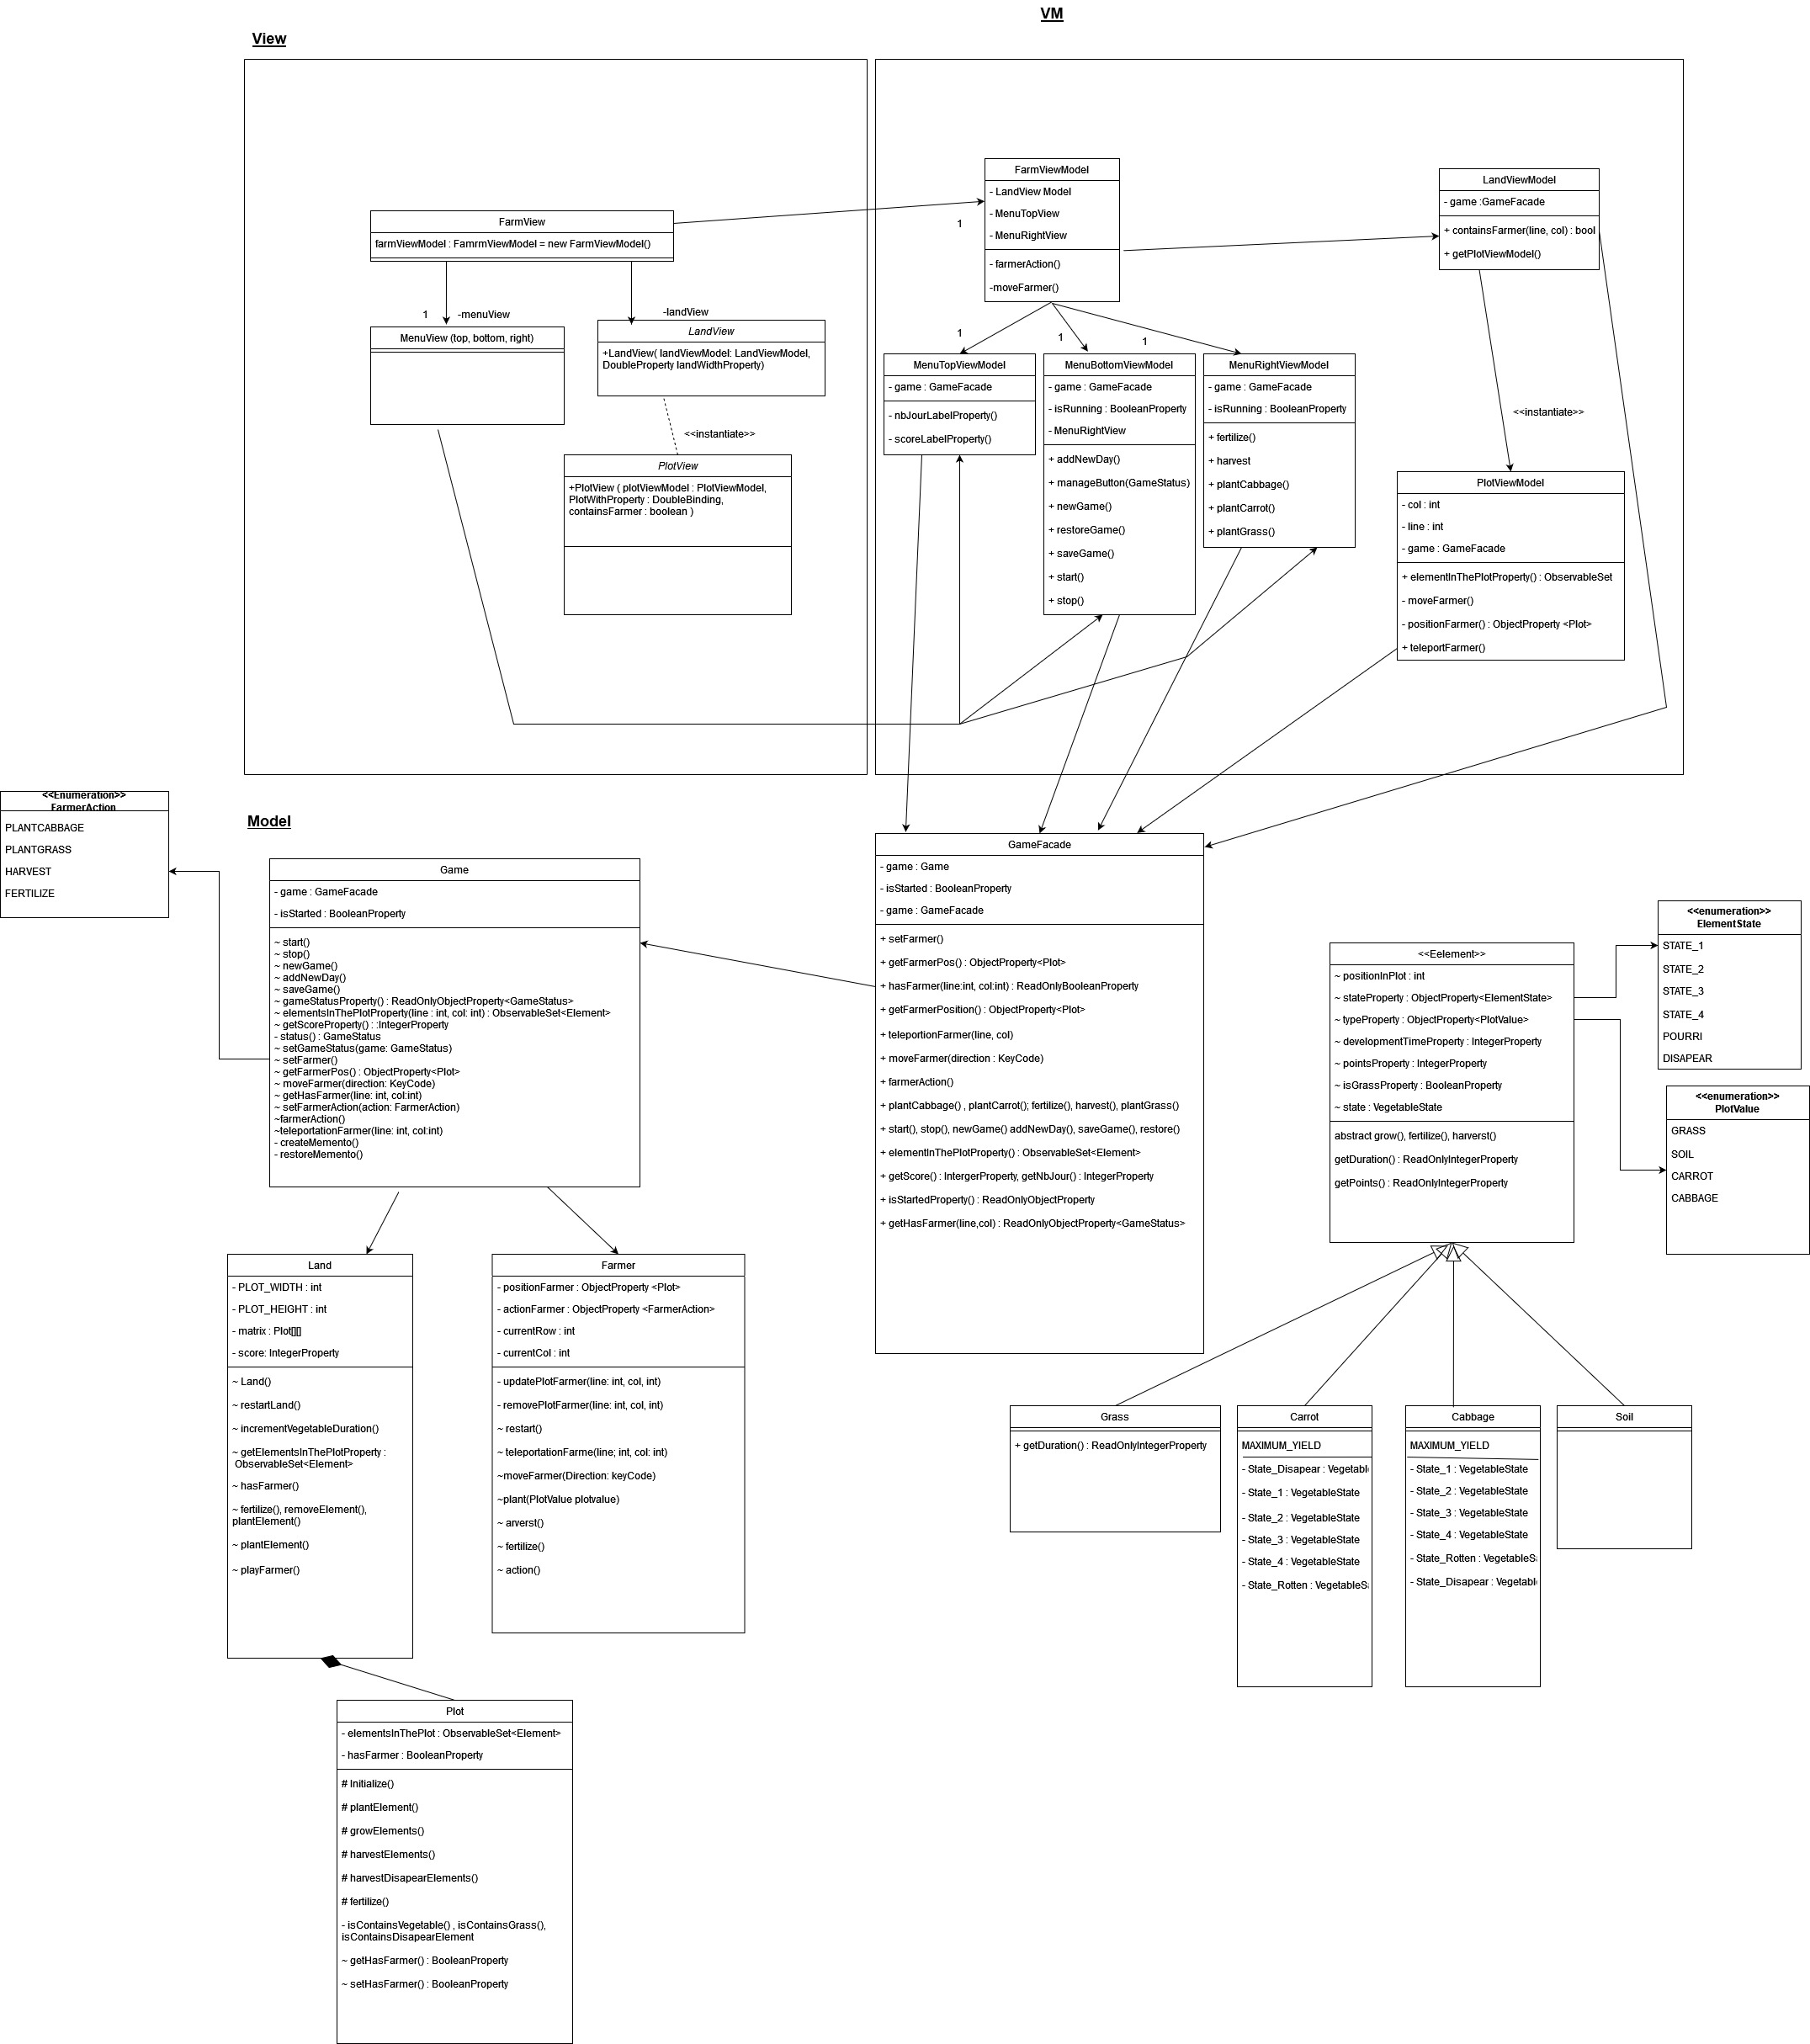 VM
View
FarmView
farmViewModel : FamrmViewModel = new FarmViewModel()
1
-menuView
-landView
MenuView (top, bottom, right)
LandView
+LandView( landViewModel: LandViewModel,
DoubleProperty landWidthProperty)
<<instantiate>>
PlotView
+PlotView ( plotViewModel : PlotViewModel,
PlotWithProperty : DoubleBinding,
containsFarmer : boolean )
1
FarmViewModel
- LandView Model
- MenuTopView
- MenuRightView
- farmerAction()
-moveFarmer()
LandViewModel
- game :GameFacade
+ containsFarmer(line, col) : bool
+ getPlotViewModel()
1
1
1
MenuTopViewModel
- game : GameFacade
- nbJourLabelProperty()
- scoreLabelProperty()
MenuBottomViewModel
- game : GameFacade
- isRunning : BooleanProperty
- MenuRightView
+ addNewDay()
+ manageButton(GameStatus)
+ newGame()
+ restoreGame()
+ saveGame()
+ start()
+ stop()
MenuRightViewModel
- game : GameFacade
- isRunning : BooleanProperty
+ fertilize()
+ harvest
+ plantCabbage()
+ plantCarrot()
+ plantGrass()
<<instantiate>>
PlotViewModel
- col : int
- line : int
- game : GameFacade
+ elementInThePlotProperty() : ObservableSet
- moveFarmer()
- positionFarmer() : ObjectProperty <Plot>
+ teleportFarmer()
<<Enumeration>>
FarmerAction
PLANTCABBAGE
PLANTGRASS
HARVEST
FERTILIZE
Model
Game
- game : GameFacade
- isStarted : BooleanProperty
~ start()
~ stop()
~ newGame()
~ addNewDay()
~ saveGame()
~ gameStatusProperty() : ReadOnlyObjectProperty<GameStatus>
~ elementsInThePlotProperty(line : int, col: int) : ObservableSet<Element>
~ getScoreProperty() : :IntegerProperty
- status() : GameStatus
~ setGameStatus(game: GameStatus)
~ setFarmer()
~ getFarmerPos() : ObjectProperty<Plot>
~ moveFarmer(direction: KeyCode)
~ getHasFarmer(line: int, col:int)
~ setFarmerAction(action: FarmerAction)
~farmerAction()
~teleportationFarmer(line: int, col:int)
- createMemento()
- restoreMemento()
GameFacade
- game : Game
- isStarted : BooleanProperty
- game : GameFacade
+ setFarmer()
+ getFarmerPos() : ObjectProperty<Plot>
+ hasFarmer(line:int, col:int) : ReadOnlyBooleanProperty
+ getFarmerPosition() : ObjectProperty<Plot>
+ teleportionFarmer(line, col)
+ moveFarmer(direction : KeyCode)
+ farmerAction()
+ plantCabbage() , plantCarrot(); fertilize(), harvest(), plantGrass()
+ start(), stop(), newGame() addNewDay(), saveGame(), restore()
+ elementInThePlotProperty() : ObservableSet<Element>
+ getScore() : IntergerProperty, getNbJour() : IntegerProperty
+ isStartedProperty() : ReadOnlyObjectProperty
+ getHasFarmer(line,col) : ReadOnlyObjectProperty<GameStatus>
<<Eelement>>
~ positionInPlot : int
~ stateProperty : ObjectProperty<ElementState>
~ typeProperty : ObjectProperty<PlotValue>
~ developmentTimeProperty : IntegerProperty
~ pointsProperty : IntegerProperty
~ isGrassProperty : BooleanProperty
~ state : VegetableState
abstract grow(), fertilize(), harverst()
getDuration() : ReadOnlyIntegerProperty
getPoints() : ReadOnlyIntegerProperty
<<enumeration>>
ElementState
STATE_1
STATE_2
STATE_3
STATE_4
POURRI
DISAPEAR
<<enumeration>>
PlotValue
GRASS
SOIL
CARROT
CABBAGE
Land
- PLOT_WIDTH : int
- PLOT_HEIGHT : int
- matrix : Plot[][]
- score: IntegerProperty
~ Land()
~ restartLand()
~ incrementVegetableDuration()
~ getElementsInThePlotProperty :
ObservableSet<Element>
~ hasFarmer()
~ fertilize(), removeElement(),
plantElement()
~ plantElement()
~ playFarmer()
Farmer
- positionFarmer : ObjectProperty <Plot>
- actionFarmer : ObjectProperty <FarmerAction>
- currentRow : int
- currentCol : int
- updatePlotFarmer(line: int, col, int)
- removePlotFarmer(line: int, col, int)
~ restart()
~ teleportationFarme(line; int, col: int)
~moveFarmer(Direction: keyCode)
~plant(PlotValue plotvalue)
~ arverst()
~ fertilize()
~ action()
Grass
+ getDuration() : ReadOnlyIntegerProperty
Carrot
MAXIMUM_YIELD
- State_Disapear : Vegetabl
- State_1 : VegetableState
- State_2 : VegetableState
- State_3 : VegetableState
- State_4 : VegetableState
- State_Rotten : VegetableS
Cabbage
MAXIMUM_YIELD
- State_1 : VegetableState
- State_2 : VegetableState
- State_3 : VegetableState
- State_4 : VegetableState
- State_Rotten : VegetableS
- State_Disapear : Vegetabl
Soil
Plot
- elementsInThePlot : ObservableSet<Element>
- hasFarmer : BooleanProperty
# Initialize()
# plantElement()
# growElements()
# harvestElements()
# harvestDisapearElements()
# fertilize()
- isContainsVegetable() , isContainsGrass(),
isContainsDisapearElement
~ getHasFarmer() : BooleanProperty
~ setHasFarmer() : BooleanProperty